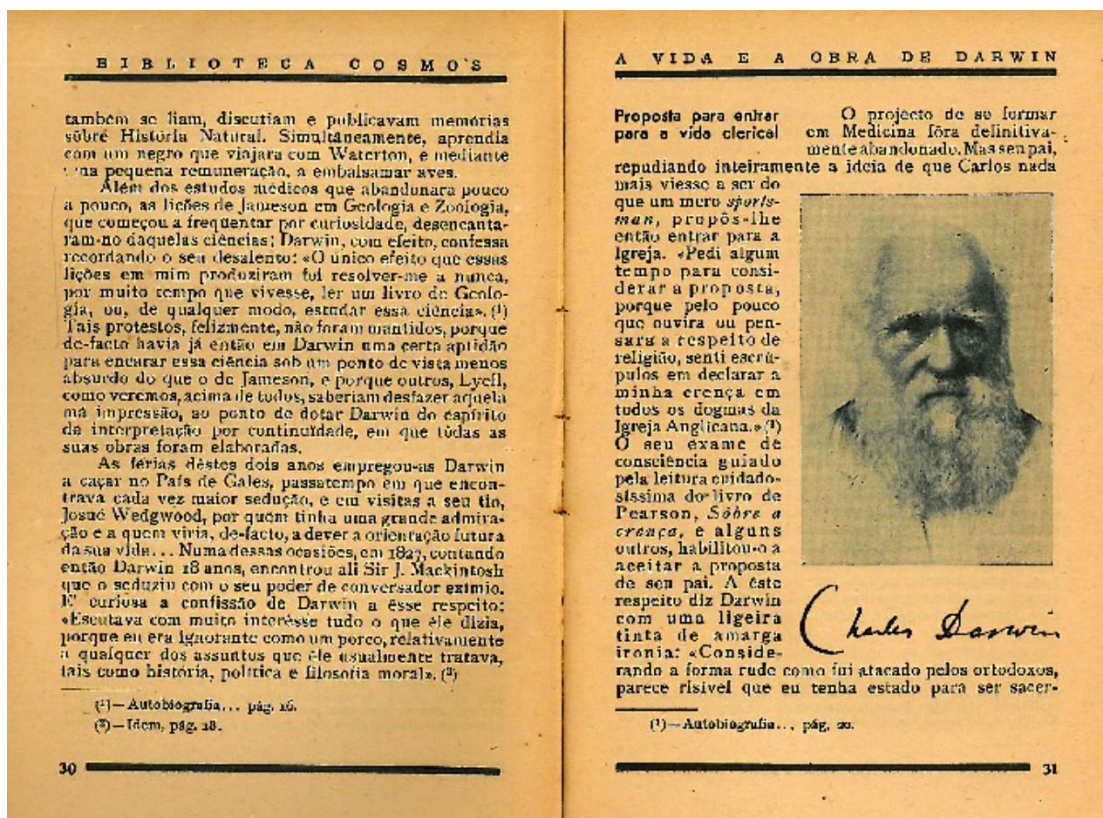 BIBLIOTECA COSMOS
também se liam, discutiam e publicavam memórias
sôbre História Natural. Simultâneamente, aprendia
com um negro que viajara com Waterton, e mediante
uma pequena remuneração, a embalsamar aves.
Além dos estudos médicos que abandonara pouco
a pouco, as lições de Jameson em Geologia e Zoologia,
que começou a freqüentar por curiosidade, desencanta-
ram-no daquelas ciências; Darwin, com efeito, confessa
recordando o seu desalento: «O único efeito que essas
lições em mim produziram foi resolver-me a nunca,
por muito tempo que vivesse, ler um livro de Geolo-
gia, ou, de qualquer modo, estudar essa ciência». (¹)
Tais protestos, felizmente, não foram mantidos, porque
de-facto havia já então em Darwin uma certa aptidão
para encarar essa ciência sob um ponto de vista menos
absurdo do que o de Jameson, e porque outros, Lyell,
como veremos, acima de todos, saberiam desfazer aquela
má impressão, ao ponto de dotar Darwin do espírito
da interpretação por continuïdade, em que tôdas as
suas obras foram elaboradas.
As férias dêstes dois anos empregou-as Darwin
a caçar no País de Gales, passatempo em que encon-
trava cada vez maior sedução, e em visitas a seu tio,
Josué Wedgwood, por quem tinha uma grande admira-
ção e a quem viria, de-facto, a dever a orientação futura
da sua vida... Numa dessas ocasiões, em 1827, contando
então Darwin 18 anos, encontrou ali Sir J. Mackintosh
que o seduziu com o seu poder de conversador exímio.
E' curiosa a confissão de Darwin a êsse respeito:
«Escutava com muito interêsse tudo o que êle dizia,
porque eu era ignorante como um porco, relativamente
a qualquer dos assuntos que êle usualmente tratava,
tais como história, política e filosofia moral». (²)
(¹)—Autobiografia... pág. 16.
(²)—Idem, pág. 18.
30
A VIDA E A OBRA DE DARWIN
Proposta para entrar
para a vida clerical
O projecto de se formar
em Medicina fôra definitiva-
mente abandonado. Mas seu pai,
repudiando inteiramente a ideia de que Carlos nada
mais viesse a ser do
que um mero sports-
man, propôs-lhe
então entrar para a
Igreja. «Pedi algum
tempo para consi-
derar a proposta,
porque pelo pouco
que ouvira ou pen-
sara a respeito de
religião, senti escrú-
pulos em declarar a
minha crença em
todos os dogmas da
Igreja Anglicana.» (¹)
O seu exame de
consciência guiado
pela leitura cuidado-
síssima do livro de
Pearson, Sôbre a
crença, e alguns
outros, habilitou-o a
aceitar a proposta
de seu pai. A êste
respeito diz Darwin
com uma ligeira
tinta de amarga
ironia: «Conside-
rando a forma rude como fui atacado pelos ortodoxos,
parece risível que eu tenha estado para ser sacer-
Charles Darwin
(¹)—Autobiografia... pág. 20.
31